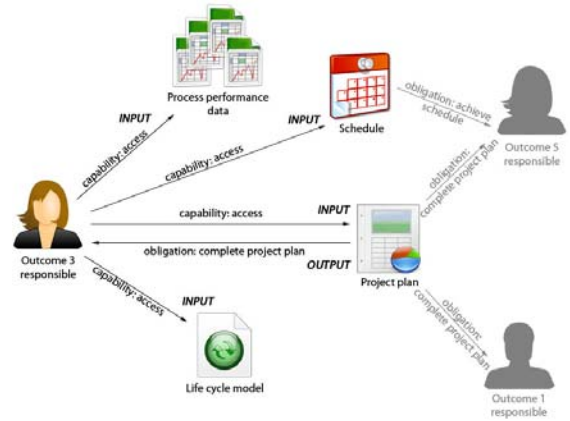 Process performance
data
INPUT
capability: access
INPUT
Schedule
obligation: achieve
schedule
Outcome 5
responsible
capability: access
obligation:
complete project plan
capability: access
INPUT
obligation: complete project plan
OUTPUT
Project plan
Outcome 3
responsible
capability: access
INPUT
Life cycle model
obligation:
complete project plan
Outcome 1
responsible